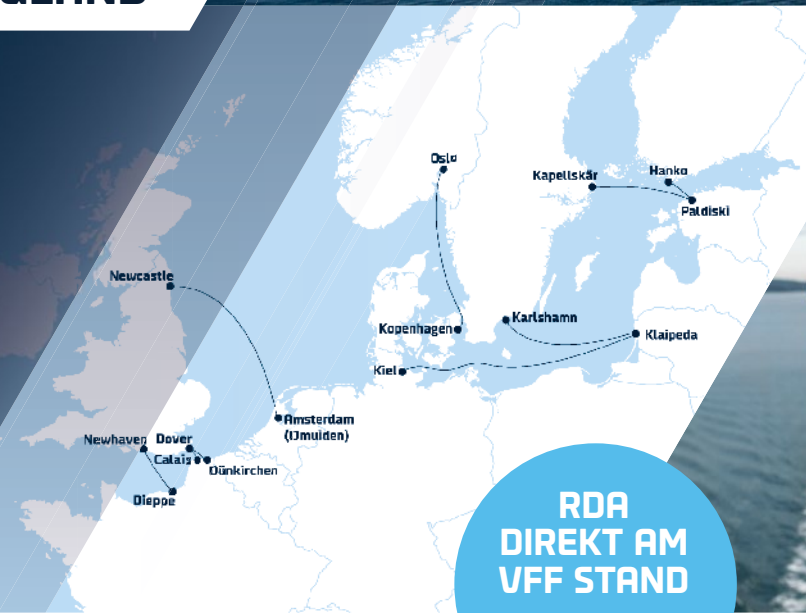 Oslo
Kapellskär
Hanko
Paldiski
Newcastle
Kopenhagen
Karlshamn
Klaipeda
Kiel
Amsterdam
(IJmuiden)
Newhaven
Dover
Calais
Dünkirchen
Dieppe
RDA
DIREKT AM
VFF STAND